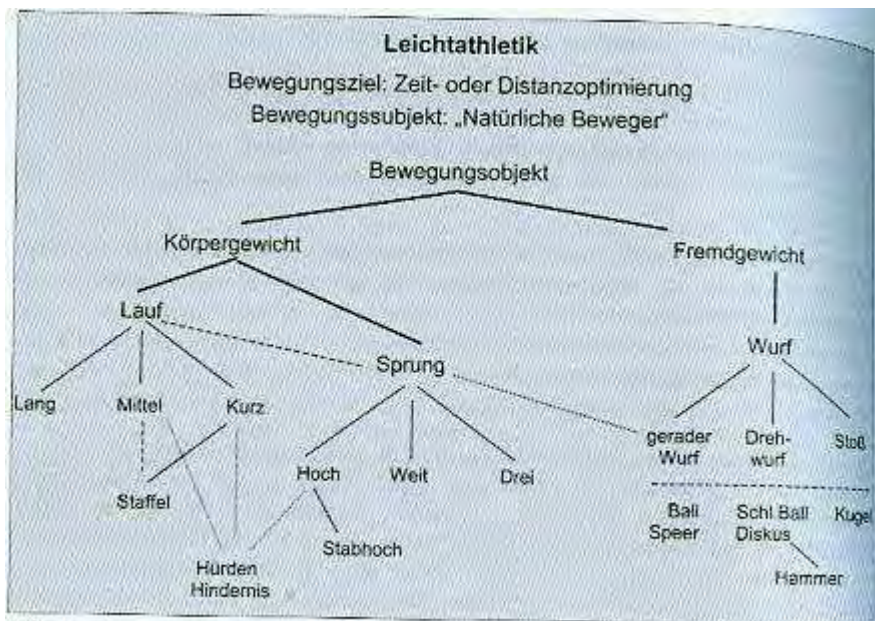 Leichtathletik
Bewegungsziel: Zeit- oder Distanzoptimierung
Bewegungssubjekt: „Natürliche Beweger“
Bewegungsobjekt
Körpergewicht
Fremdgewicht
Lauf
Sprung
Wurf
Lang
Mittel
Kurz
gerader
Wurf
Dreh-
wurf
Stoß
Staffel
Hoch
Weit
Drei
Ball
Speer
Schl.Ball
Diskus
Kugel
Stabhoch
Hürden
Hindernis
Hammer